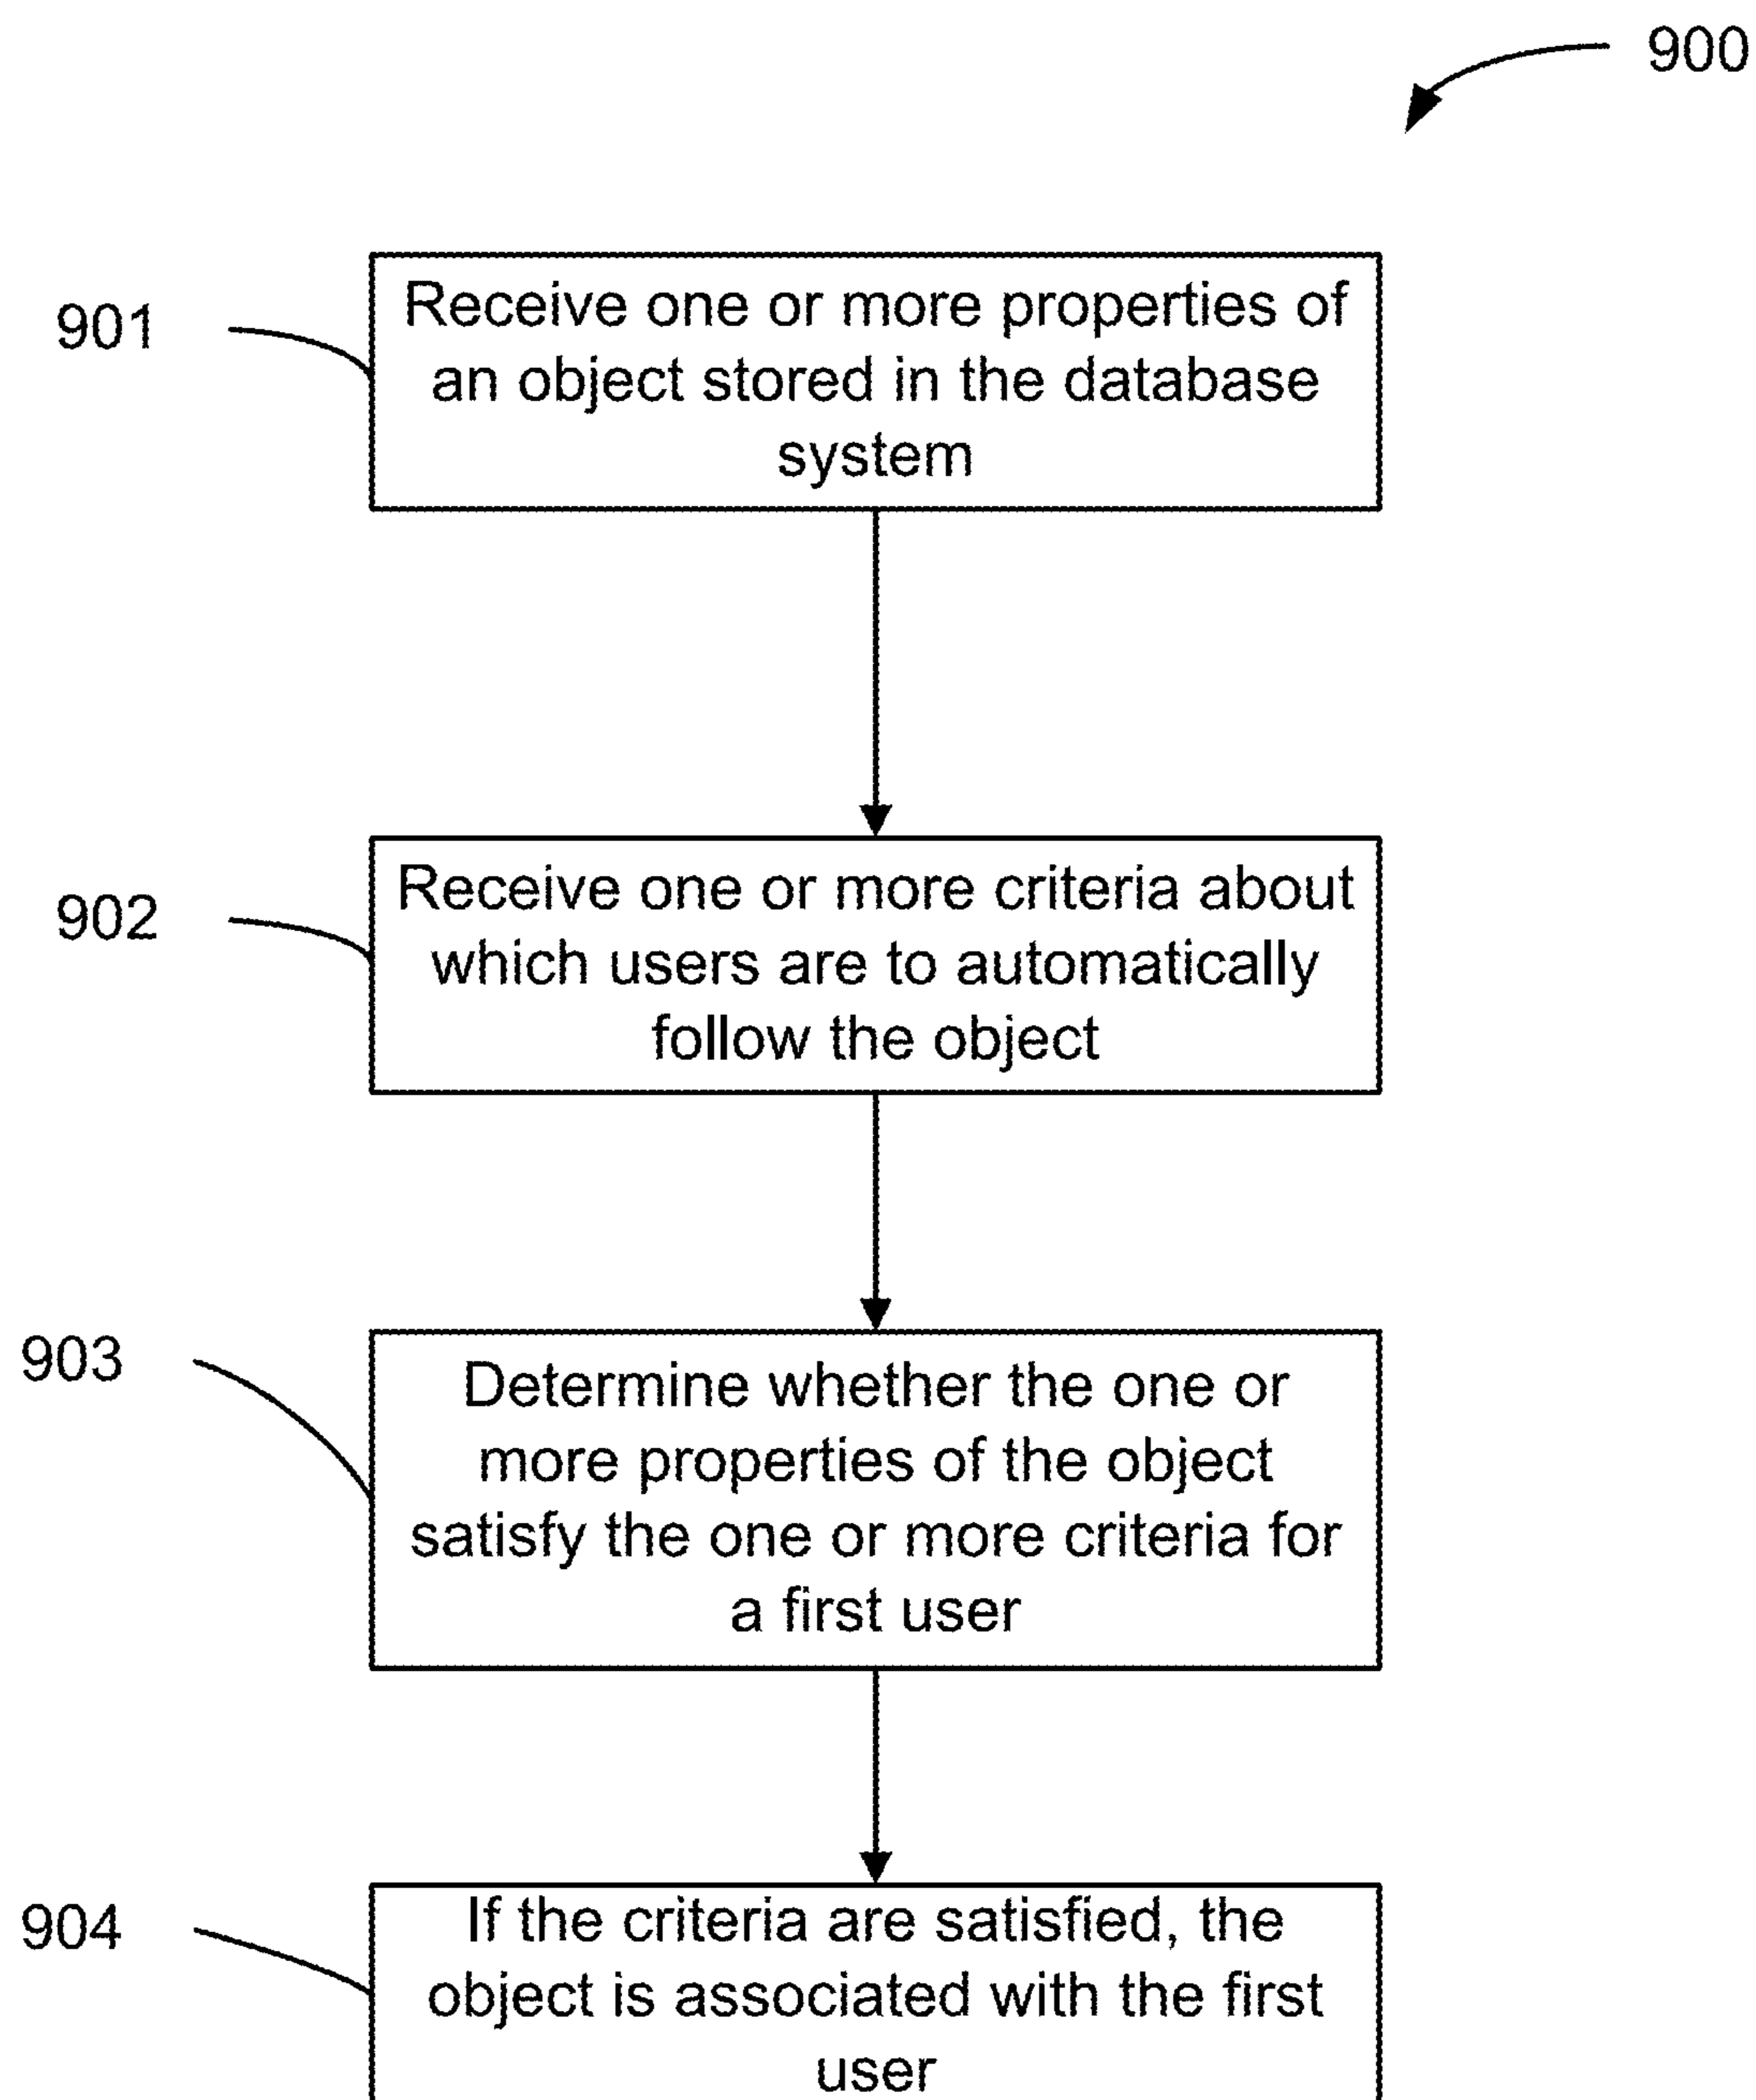 900
901
Receive one or more properties of
an object stored in the database
system
902
Receive one or more criteria about
which users are to automatically
follow the object
903
Determine whether the one or
more properties of the object
satisfy the one or more criteria for
a first user
904
If the criteria are satisfied, the
object is associated with the first
user